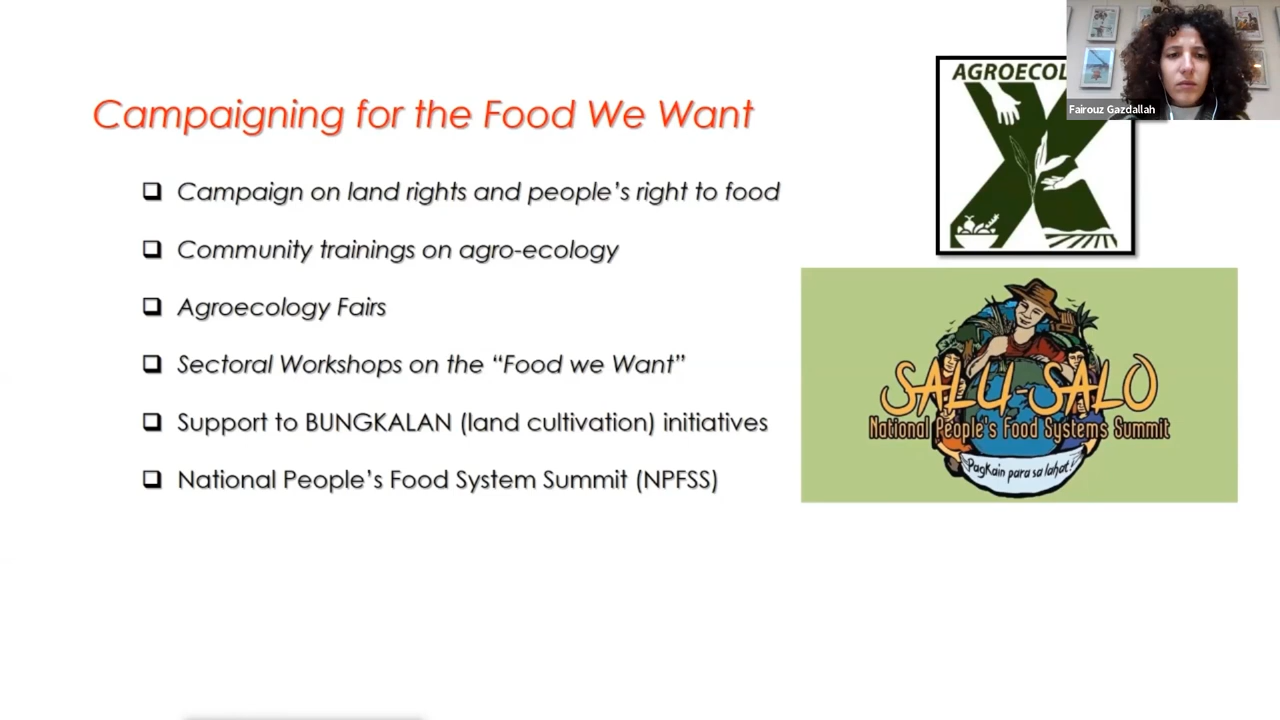 AGROECOL
Fairouz Gazdallah
Campaigning for the Food We Want
❑ Campaign on land rights and people’s right to food
❑ Community trainings on agro-ecology
❑ Agroecology Fairs
❑ Sectoral Workshops on the “Food we Want”
❑ Support to BUNGKALAN (land cultivation) initiatives
❑ National People’s Food System Summit (NPFSS)
SALU-SALO
National People's Food Systems Summit
Pagkain para sa lahat!